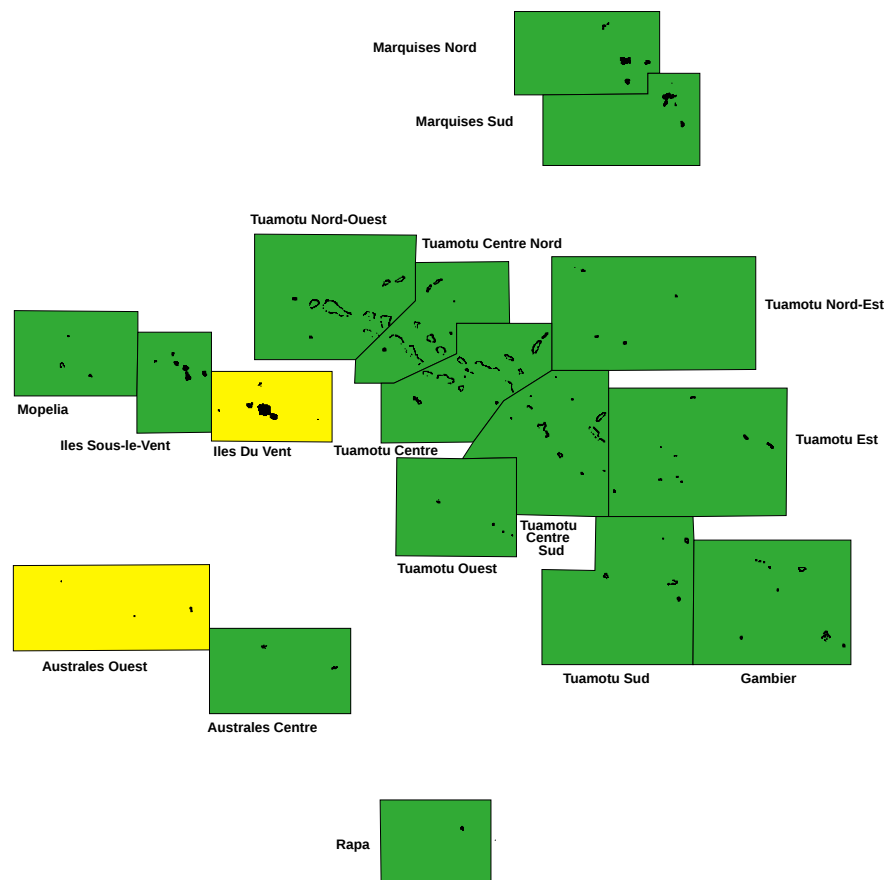 Marquises Nord
Marquises Sud
Tuamotu Nord-Ouest
Tuamotu Centre Nord
Tuamotu Nord-Est
Mopelia
Iles Sous-le-Vent
Iles Du Vent
Tuamotu Centre
Tuamotu Est
Tuamotu
Centre
Sud
Tuamotu Ouest
Australes Ouest
Tuamotu Sud
Gambier
Australes Centre
Rapa